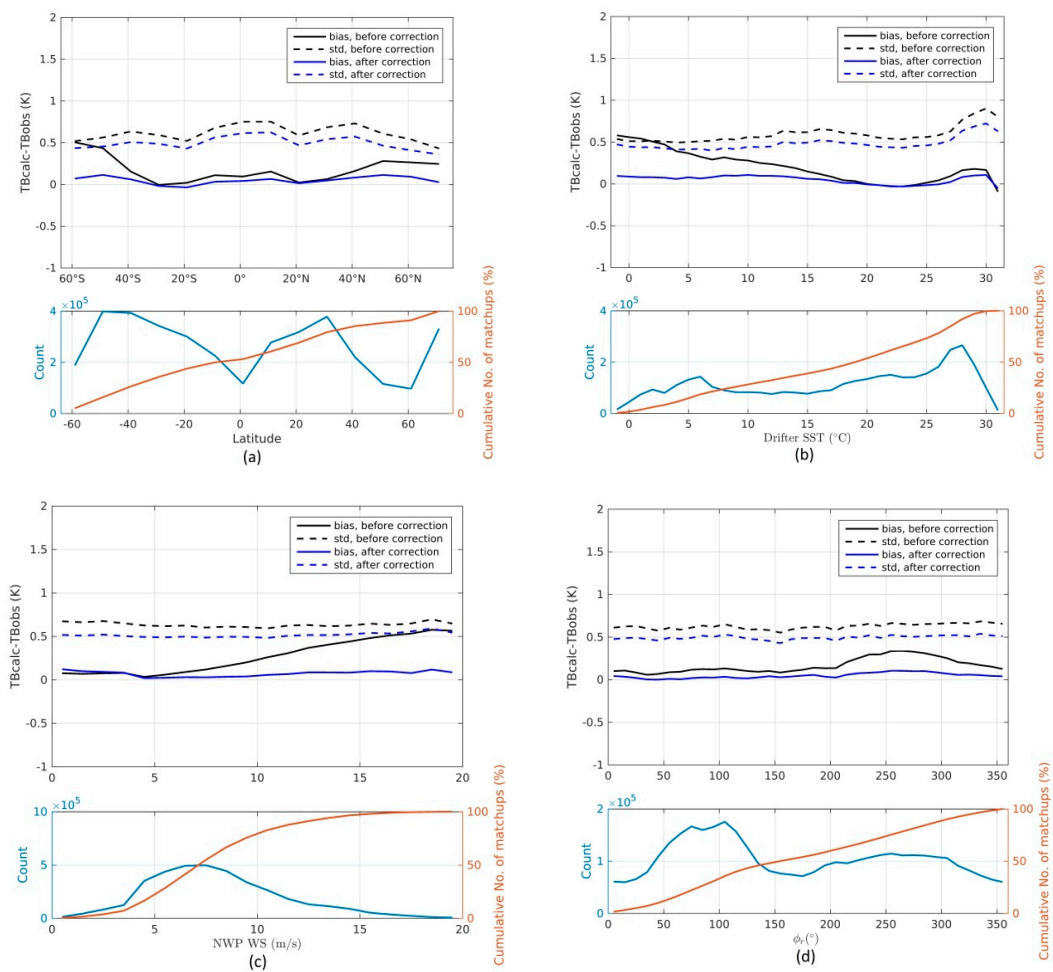 2
1.5
1
0.5
0
-0.5
-1
TBcalc-TBobs (K)
bias, before correction
std, before correction
bias, after correction
std, after correction
60°S 40°S 20°S 0° 20°N 40°N 60°N
×10⁵
4
2
0
Count
100
50
0
Cumulative No. of matchups (%)
-60 -40 -20 0 20 40 60
Latitude
(a)
2
1.5
1
0.5
0
-0.5
-1
TBcalc-TBobs (K)
bias, before correction
std, before correction
bias, after correction
std, after correction
0 5 10 15 20 25 30
×10⁵
4
2
0
Count
100
50
0
Cumulative No. of matchups (%)
0 5 10 15 20 25 30
Drifter SST (°C)
(b)
2
1.5
1
0.5
0
-0.5
-1
TBcalc-TBobs (K)
bias, before correction
std, before correction
bias, after correction
std, after correction
0 5 10 15 20
×10⁵
10
5
0
Count
100
50
0
Cumulative No. of matchups (%)
0 5 10 15 20
NWP WS (m/s)
(c)
2
1.5
1
0.5
0
-0.5
-1
TBcalc-TBobs (K)
bias, before correction
std, before correction
bias, after correction
std, after correction
0 50 100 150 200 250 300 350
×10⁵
2
1
0
Count
100
50
0
Cumulative No. of matchups (%)
0 50 100 150 200 250 300 350
ϕᵣ(°)
(d)